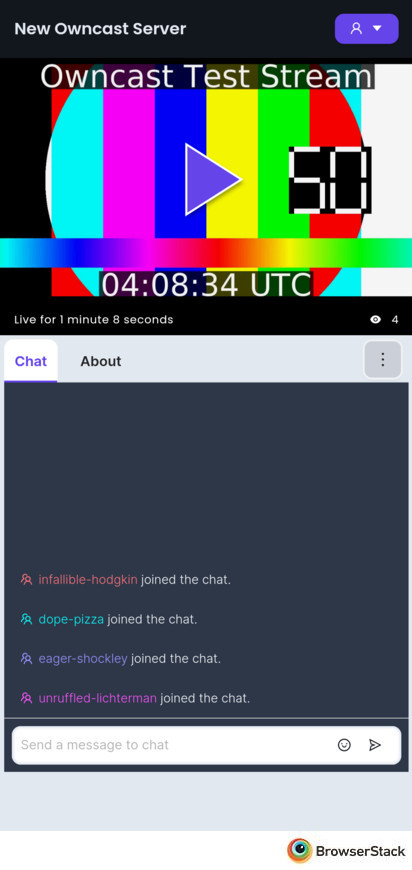 New Owncast Server
Owncast Test Stream
50
04:08:34 UTC
Live for 1 minute 8 seconds
4
Chat
About
infallible-hodgkin joined the chat.
dope-pizza joined the chat.
eager-shockley joined the chat.
unruffled-lichterman joined the chat.
Send a message to chat
BrowserStack